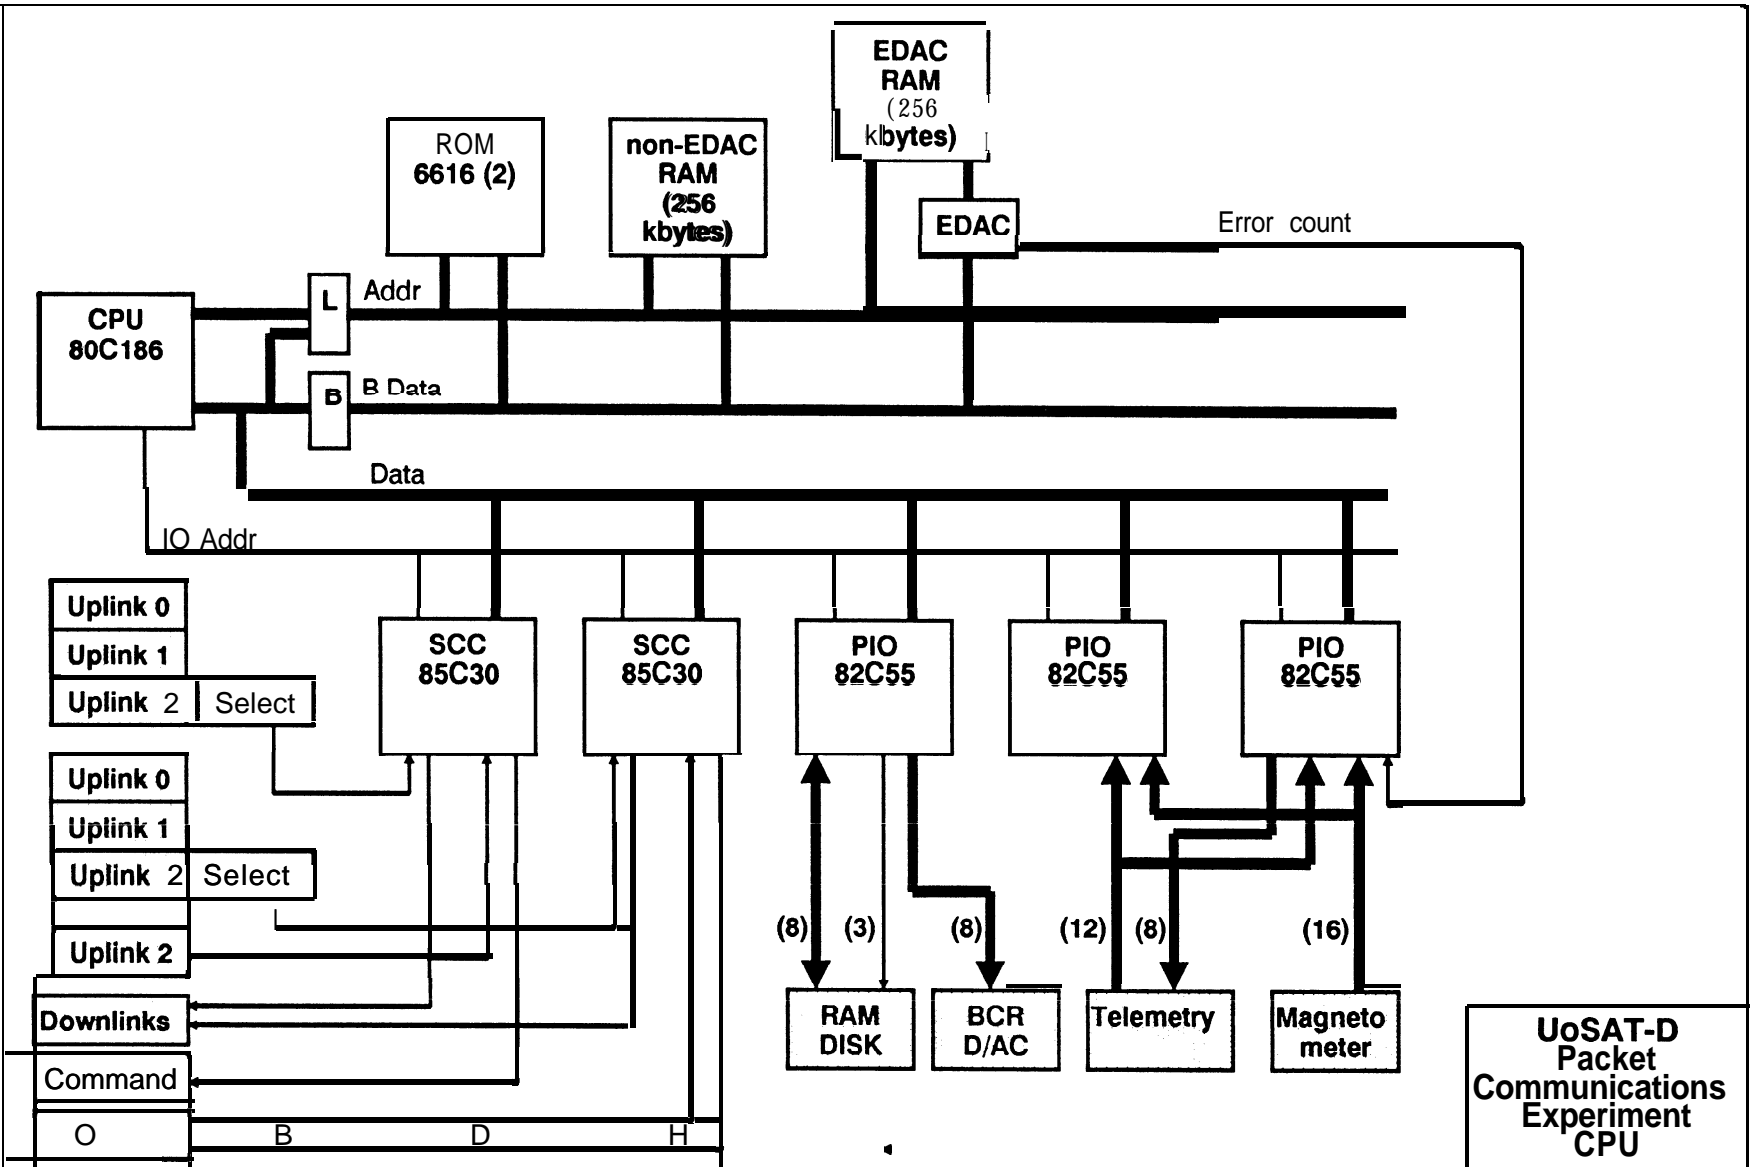 EDAC
RAM
(256
kbytes)
ROM
6616 (2)
non-EDAC
RAM
(256
kbytes)
EDAC
Error count
CPU
80C186
L
Addr
B
B Data
Data
IO Addr
Uplink 0
Uplink 1
Uplink 2
Select
SCC
85C30
SCC
85C30
PIO
82C55
PIO
82C55
PIO
82C55
Uplink 0
Uplink 1
Uplink 2
Select
Uplink 2
(8)
(3)
(8)
(12)
(8)
(16)
Downlinks
Command
O B D H
RAM
DISK
BCR
D/AC
Telemetry
Magneto
meter
UoSAT-D
Packet
Communications
Experiment
CPU